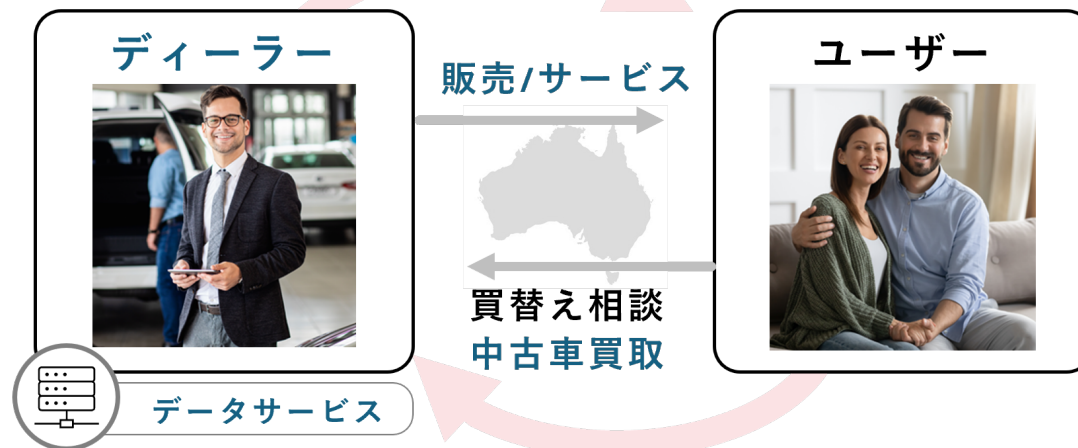 ディーラー
販売/サービス
ユーザー
買替え相談
中古車買取
データサービス